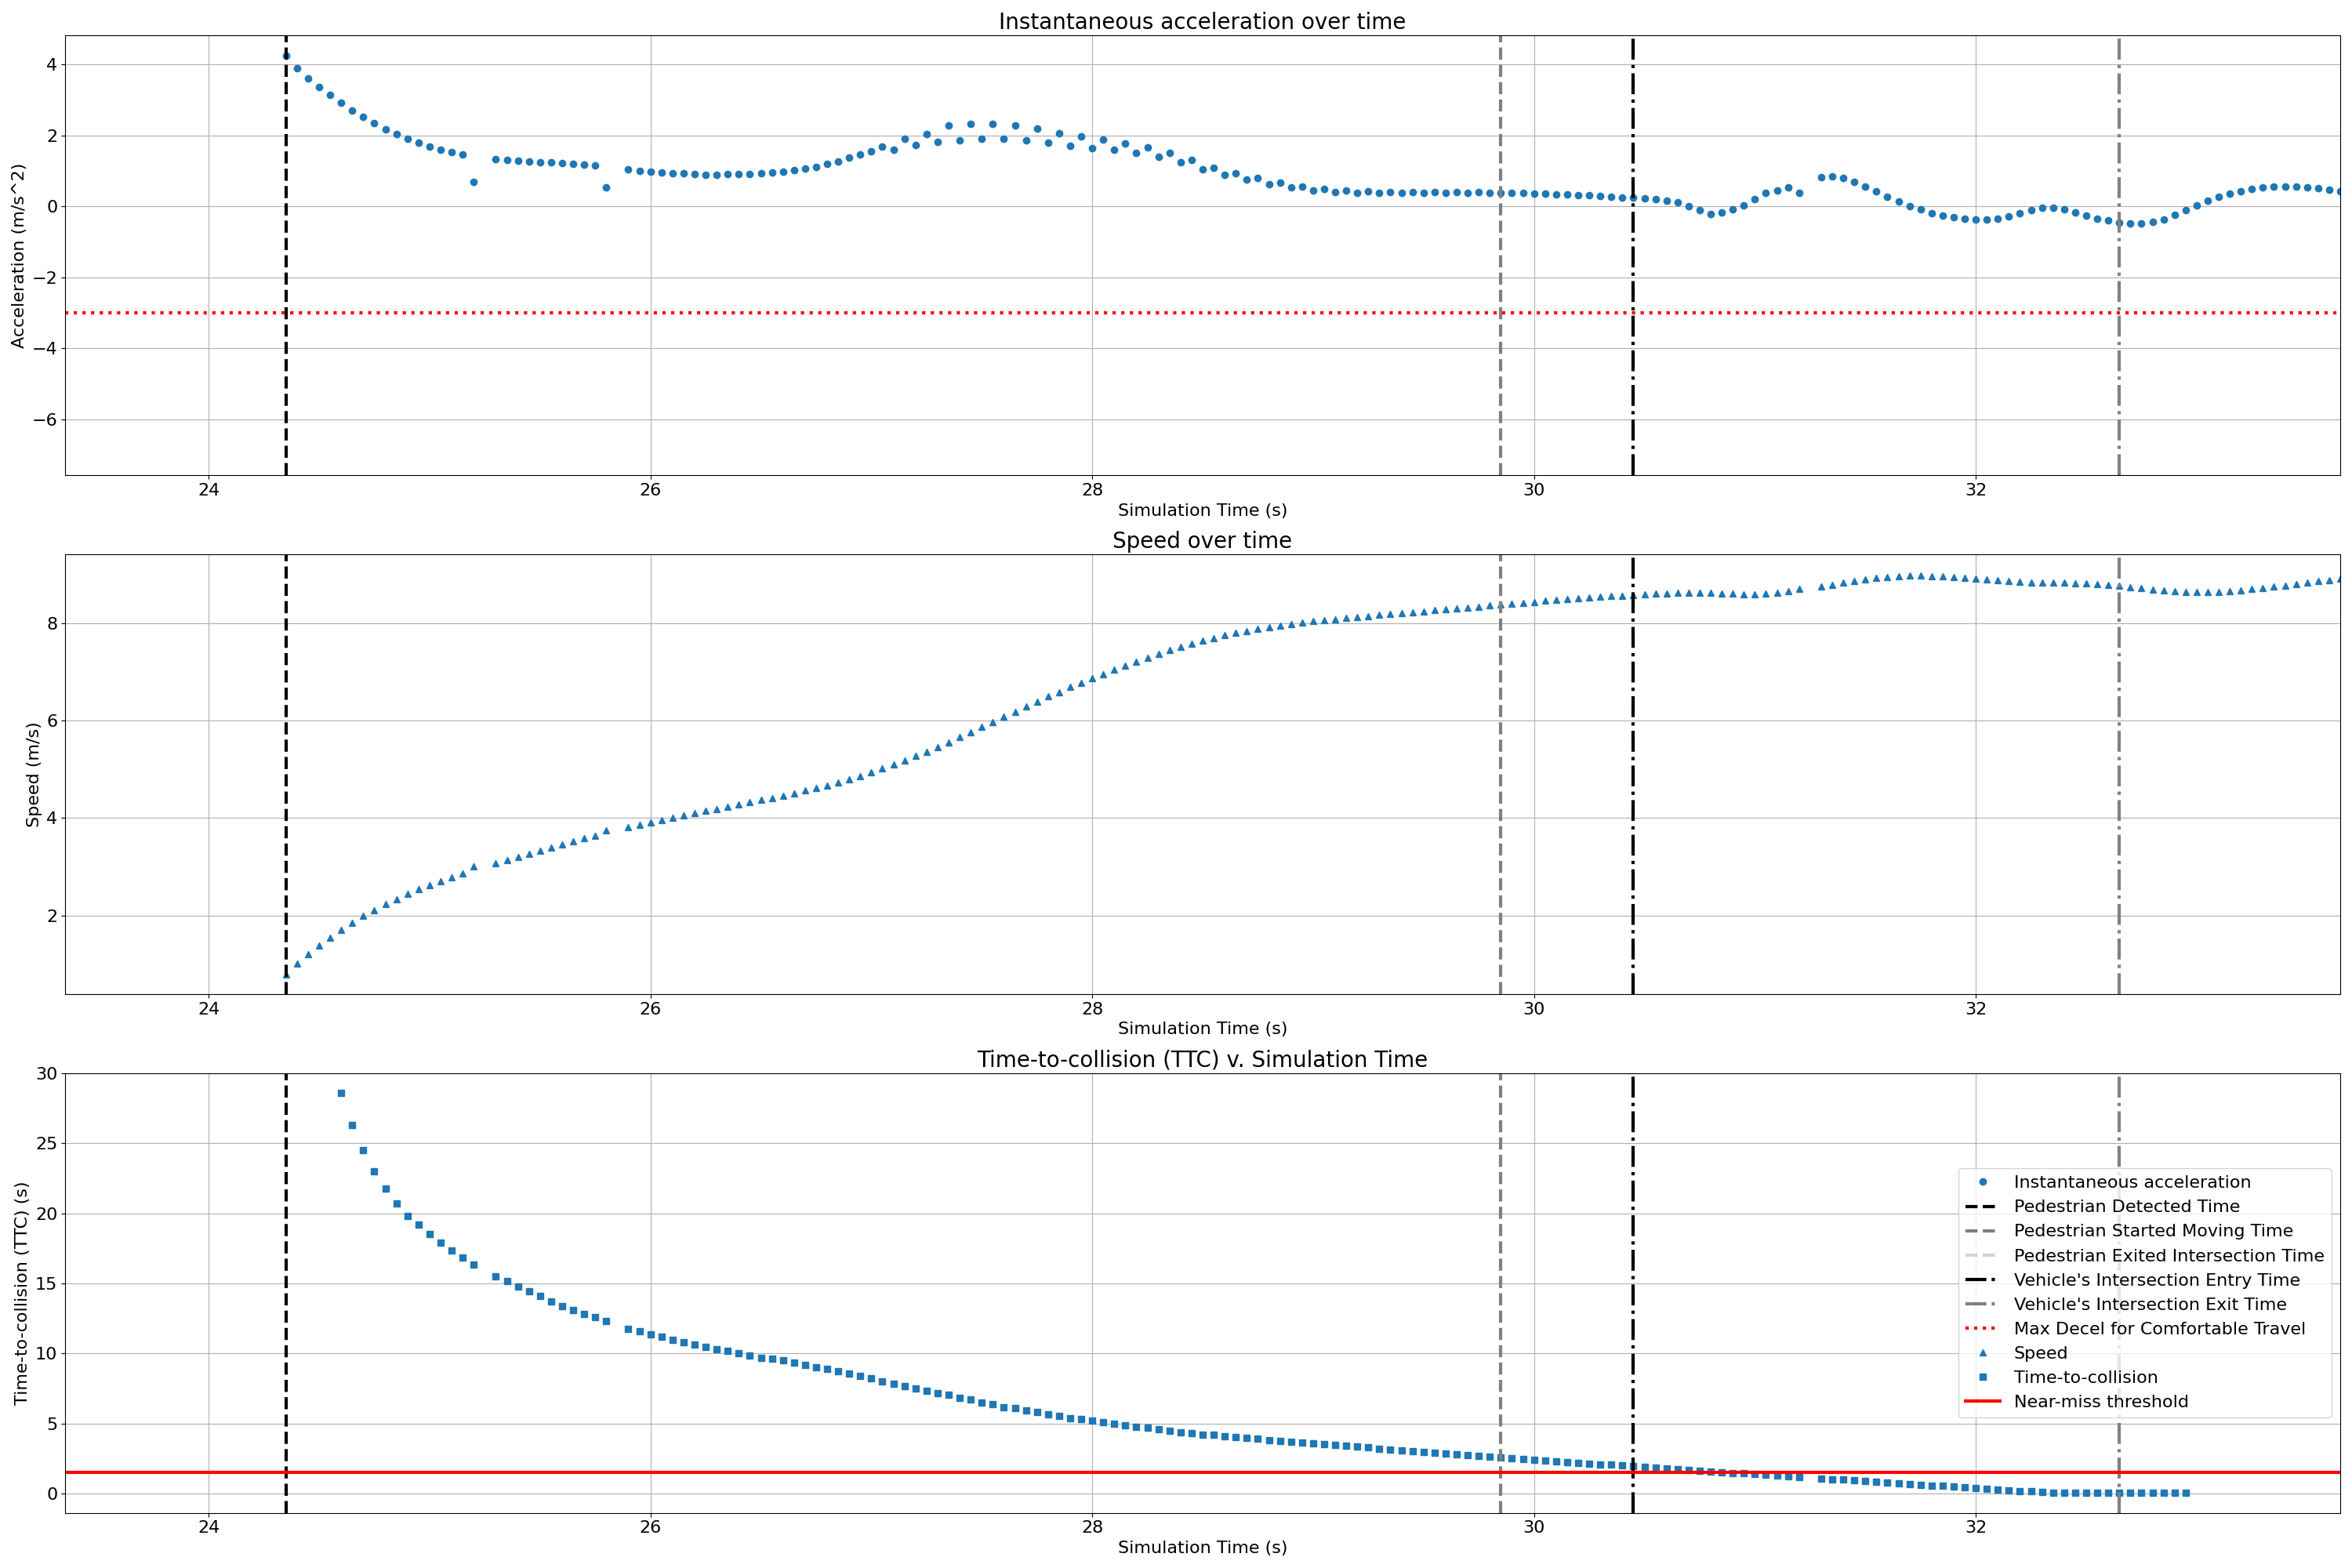 Instantaneous acceleration over time
4
2
0
−2
−4
−6
Acceleration (m/s^2)
24 26 28 30 32
Simulation Time (s)
Speed over time
8
6
4
2
Speed (m/s)
24 26 28 30 32
Simulation Time (s)
Time-to-collision (TTC) v. Simulation Time
30
25
20
15
10
5
0
Time-to-collision (TTC) (s)
Instantaneous acceleration
Pedestrian Detected Time
Pedestrian Started Moving Time
Pedestrian Exited Intersection Time
Vehicle's Intersection Entry Time
Vehicle's Intersection Exit Time
Max Decel for Comfortable Travel
Speed
Time-to-collision
Near-miss threshold
24 26 28 30 32
Simulation Time (s)